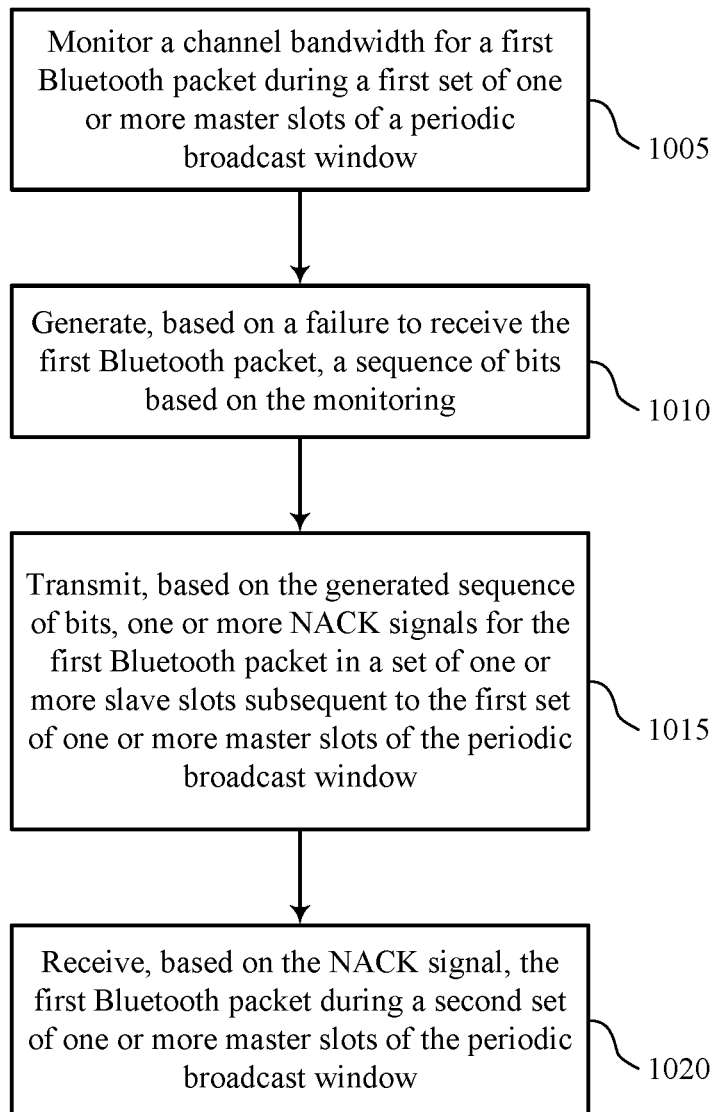 Monitor a channel bandwidth for a first
Bluetooth packet during a first set of one
or more master slots of a periodic
broadcast window
1005
Generate, based on a failure to receive the
first Bluetooth packet, a sequence of bits
based on the monitoring
1010
Transmit, based on the generated sequence
of bits, one or more NACK signals for the
first Bluetooth packet in a set of one or
more slave slots subsequent to the first set
of one or more master slots of the periodic
broadcast window
1015
Receive, based on the NACK signal, the
first Bluetooth packet during a second set
of one or more master slots of the periodic
broadcast window
1020